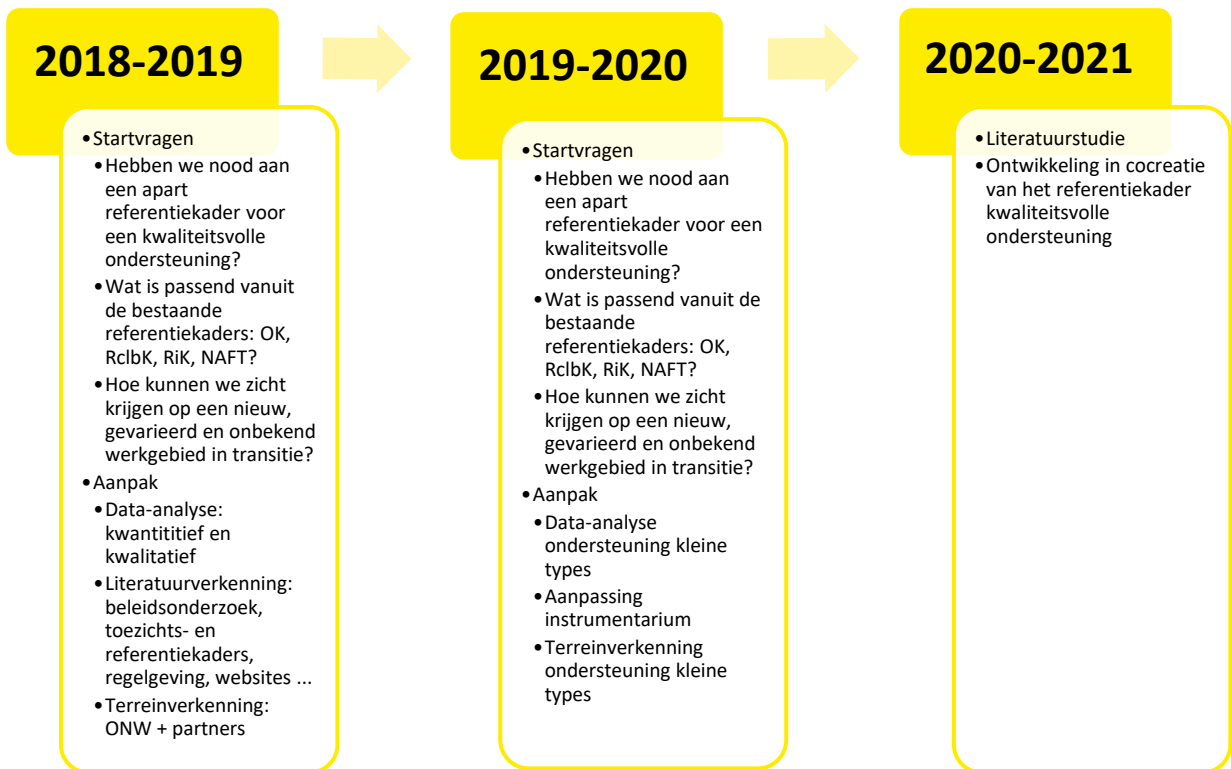 2018-2019
•Startvragen
•Hebben we nood aan
een apart
referentiekader voor
een kwaliteitsvolle
ondersteuning?
•Wat is passend vanuit
de bestaande
referentiekaders: OK,
RclbK, RiK, NAFT?
•Hoe kunnen we zicht
krijgen op een nieuw,
gevarieerd en onbekend
werkgebied in transitie?
•Aanpak
•Data-analyse:
kwantititief en
kwalitatief
•Literatuurverkenning:
beleidsonderzoek,
toezichts- en
referentiekaders,
regelgeving, websites ...
•Terreinverkenning:
ONW + partners
2019-2020
•Startvragen
•Hebben we nood aan
een apart
referentiekader voor een
kwaliteitsvolle
ondersteuning?
•Wat is passend vanuit de
bestaande
referentiekaders: OK,
RclbK, RiK, NAFT?
•Hoe kunnen we zicht
krijgen op een nieuw,
gevarieerd en onbekend
werkgebied in transitie?
•Aanpak
•Data-analyse
ondersteuning kleine
types
•Aanpassing
instrumentarium
•Terreinverkenning
ondersteuning kleine
types
2020-2021
•Literatuurstudie
•Ontwikkeling in cocreatie
van het referentiekader
kwaliteitsvolle
ondersteuning